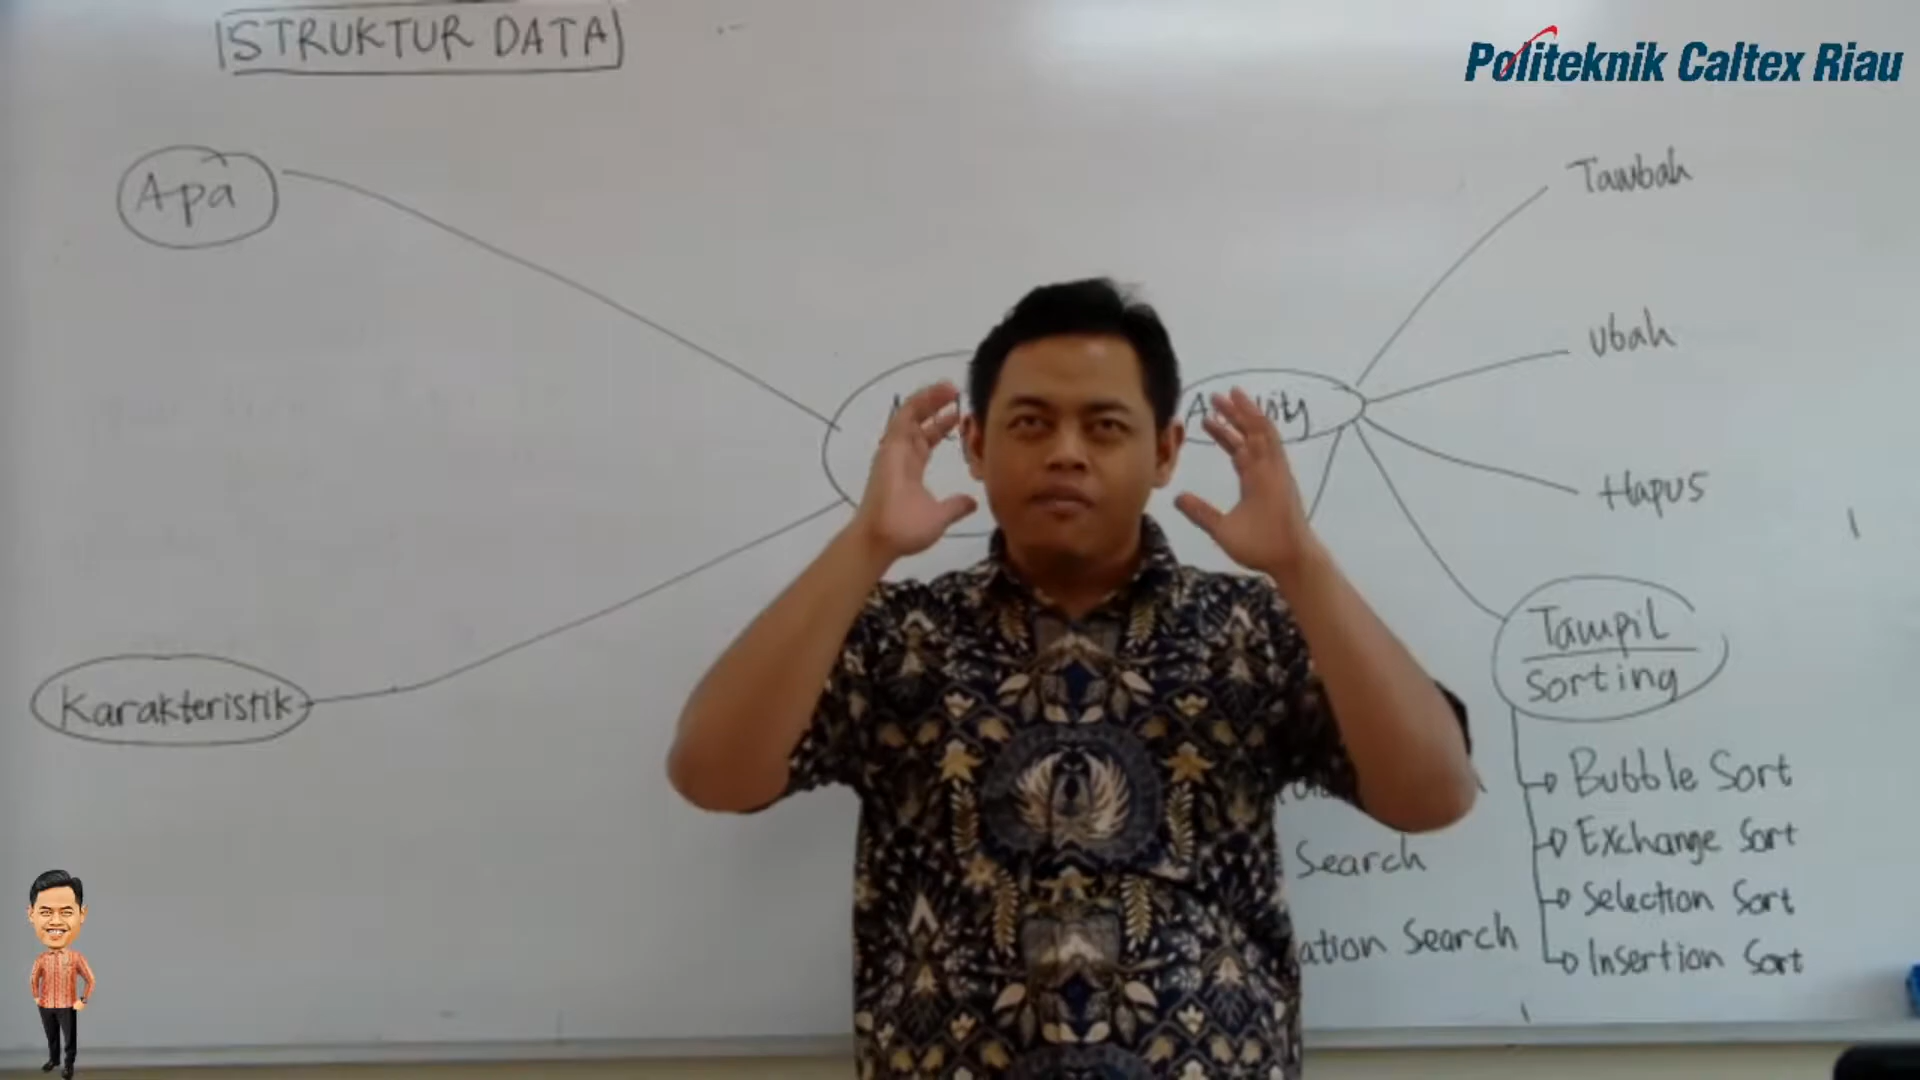 STRUKTUR DATA
Politeknik Caltex Riau
Apa
Tambah
Ubah
Hapus
Karakteristik
Tampil
Sorting
Bubble Sort
Exchange Sort
Search
Selection Sort
Search
Insertion Sort